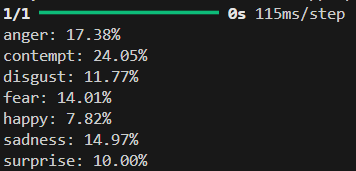 1/1 ━━━━━━━━━━━━━━━━━━━━ 0s 115ms/step
anger: 17.38%
contempt: 24.05%
disgust: 11.77%
fear: 14.01%
happy: 7.82%
sadness: 14.97%
surprise: 10.00%